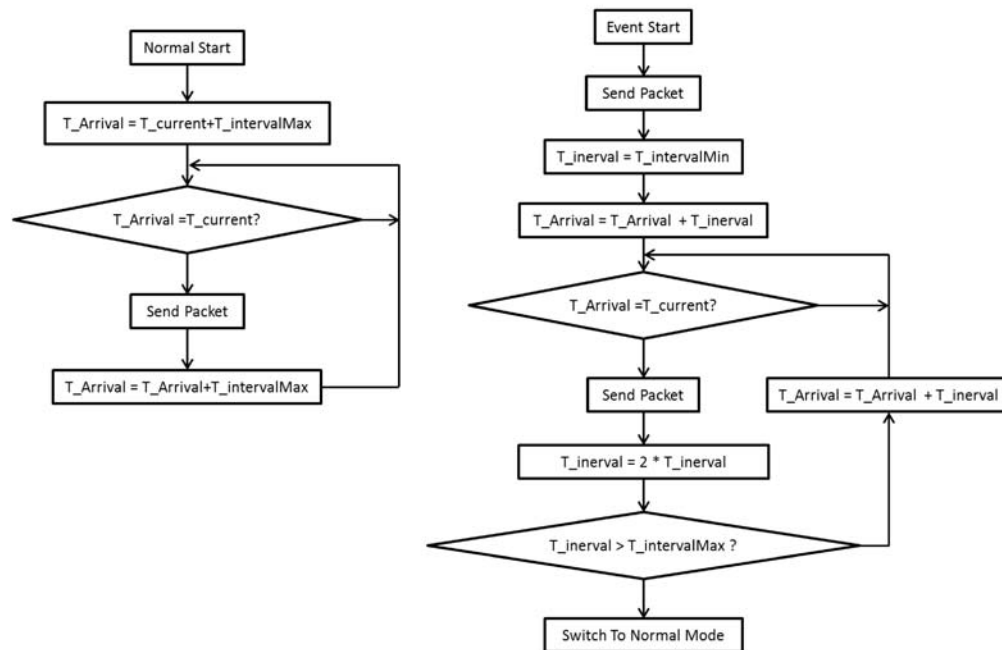 Normal Start
T_Arrival = T_current+T_intervalMax
T_Arrival =T_current?
Send Packet
T_Arrival = T_Arrival+T_intervalMax
Event Start
Send Packet
T_inerval = T_intervalMin
T_Arrival = T_Arrival + T_inerval
T_Arrival =T_current?
Send Packet
T_Arrival = T_Arrival + T_inerval
T_inerval = 2 * T_inerval
T_inerval > T_intervalMax ?
Switch To Normal Mode